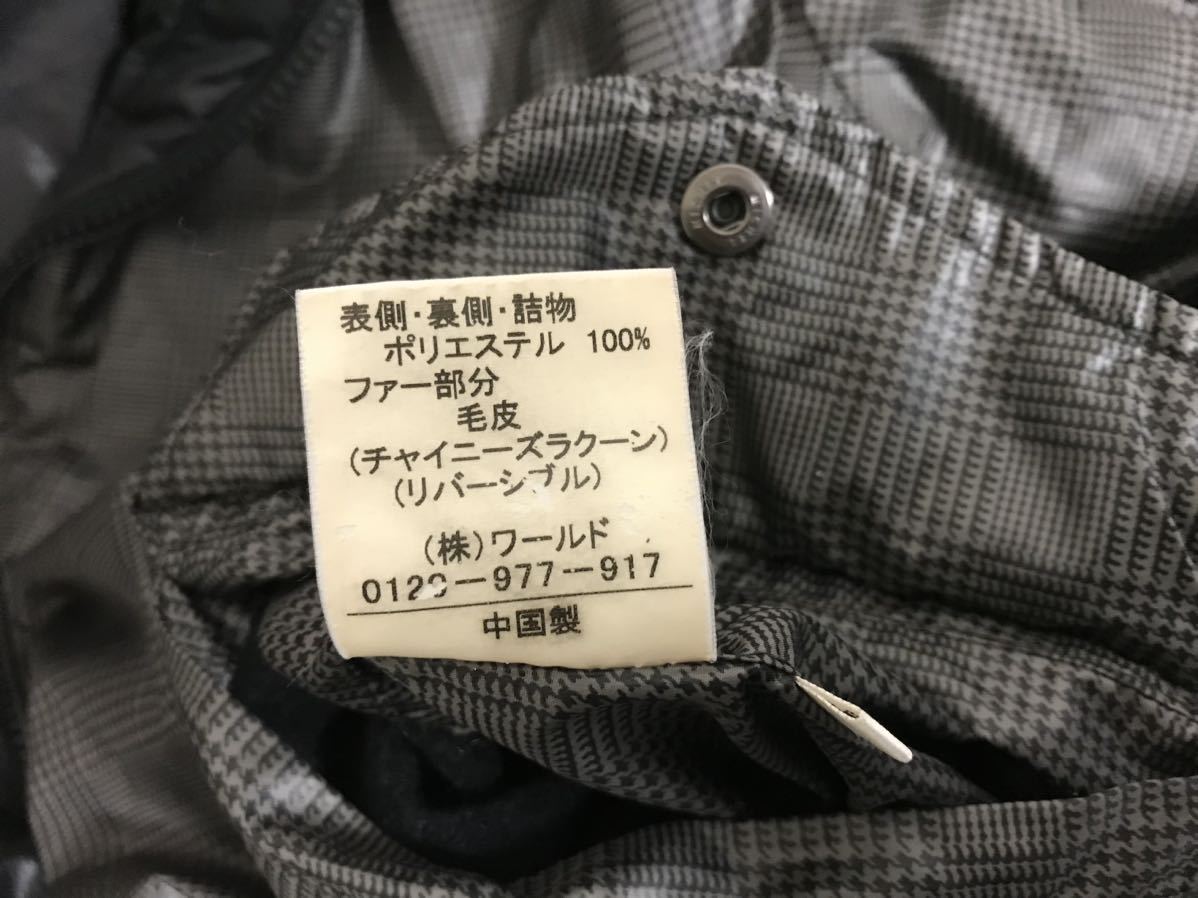 表側・裏側・詰物
ポリエステル 100%
ファー部分
毛皮
(チャイニーズラクーン)
(リバーシブル)
(株)ワールド
0120-977-917
中国製